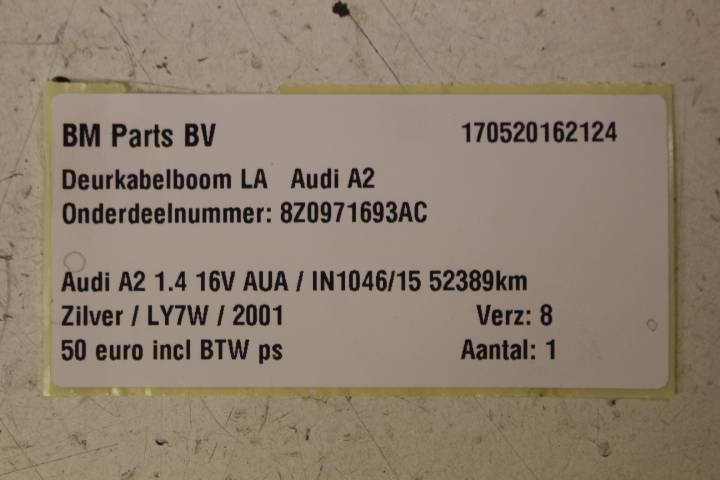 BM Parts BV 170520162124
Deurkabelboom LA Audi A2
Onderdeelnummer: 8Z0971693AC
Audi A2 1.4 16V AUA / IN1046/15 52389km
Zilver / LY7W / 2001 Verz: 8
50 euro incl BTW ps Aantal: 1